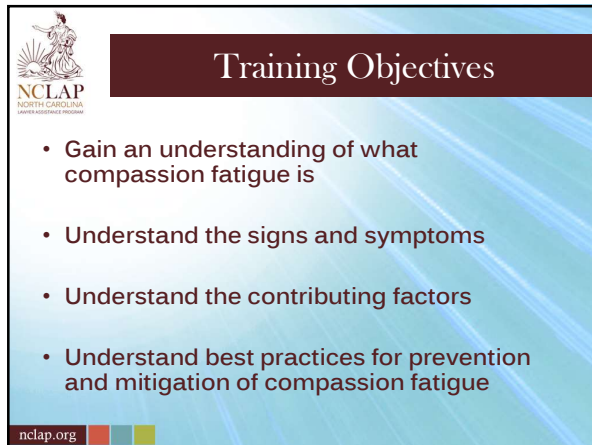 NCLAP
NORTH CAROLINA
LAWYER ASSISTANCE PROGRAM
Training Objectives
• Gain an understanding of what
compassion fatigue is
• Understand the signs and symptoms
• Understand the contributing factors
• Understand best practices for prevention
and mitigation of compassion fatigue
nclap.org